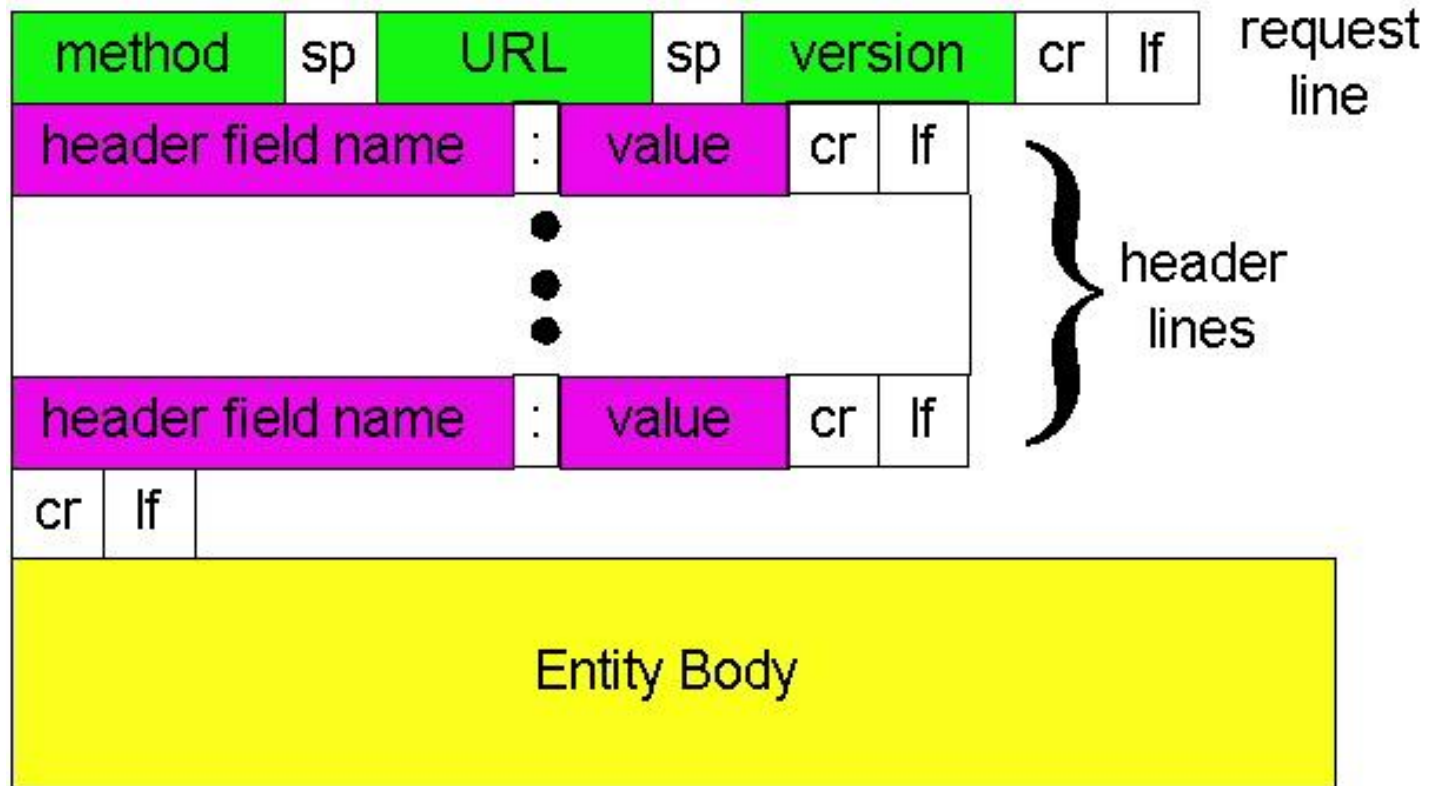 method sp URL sp version cr lf
request
line
header field name : value cr lf
header
lines
header field name : value cr lf
cr lf
Entity Body